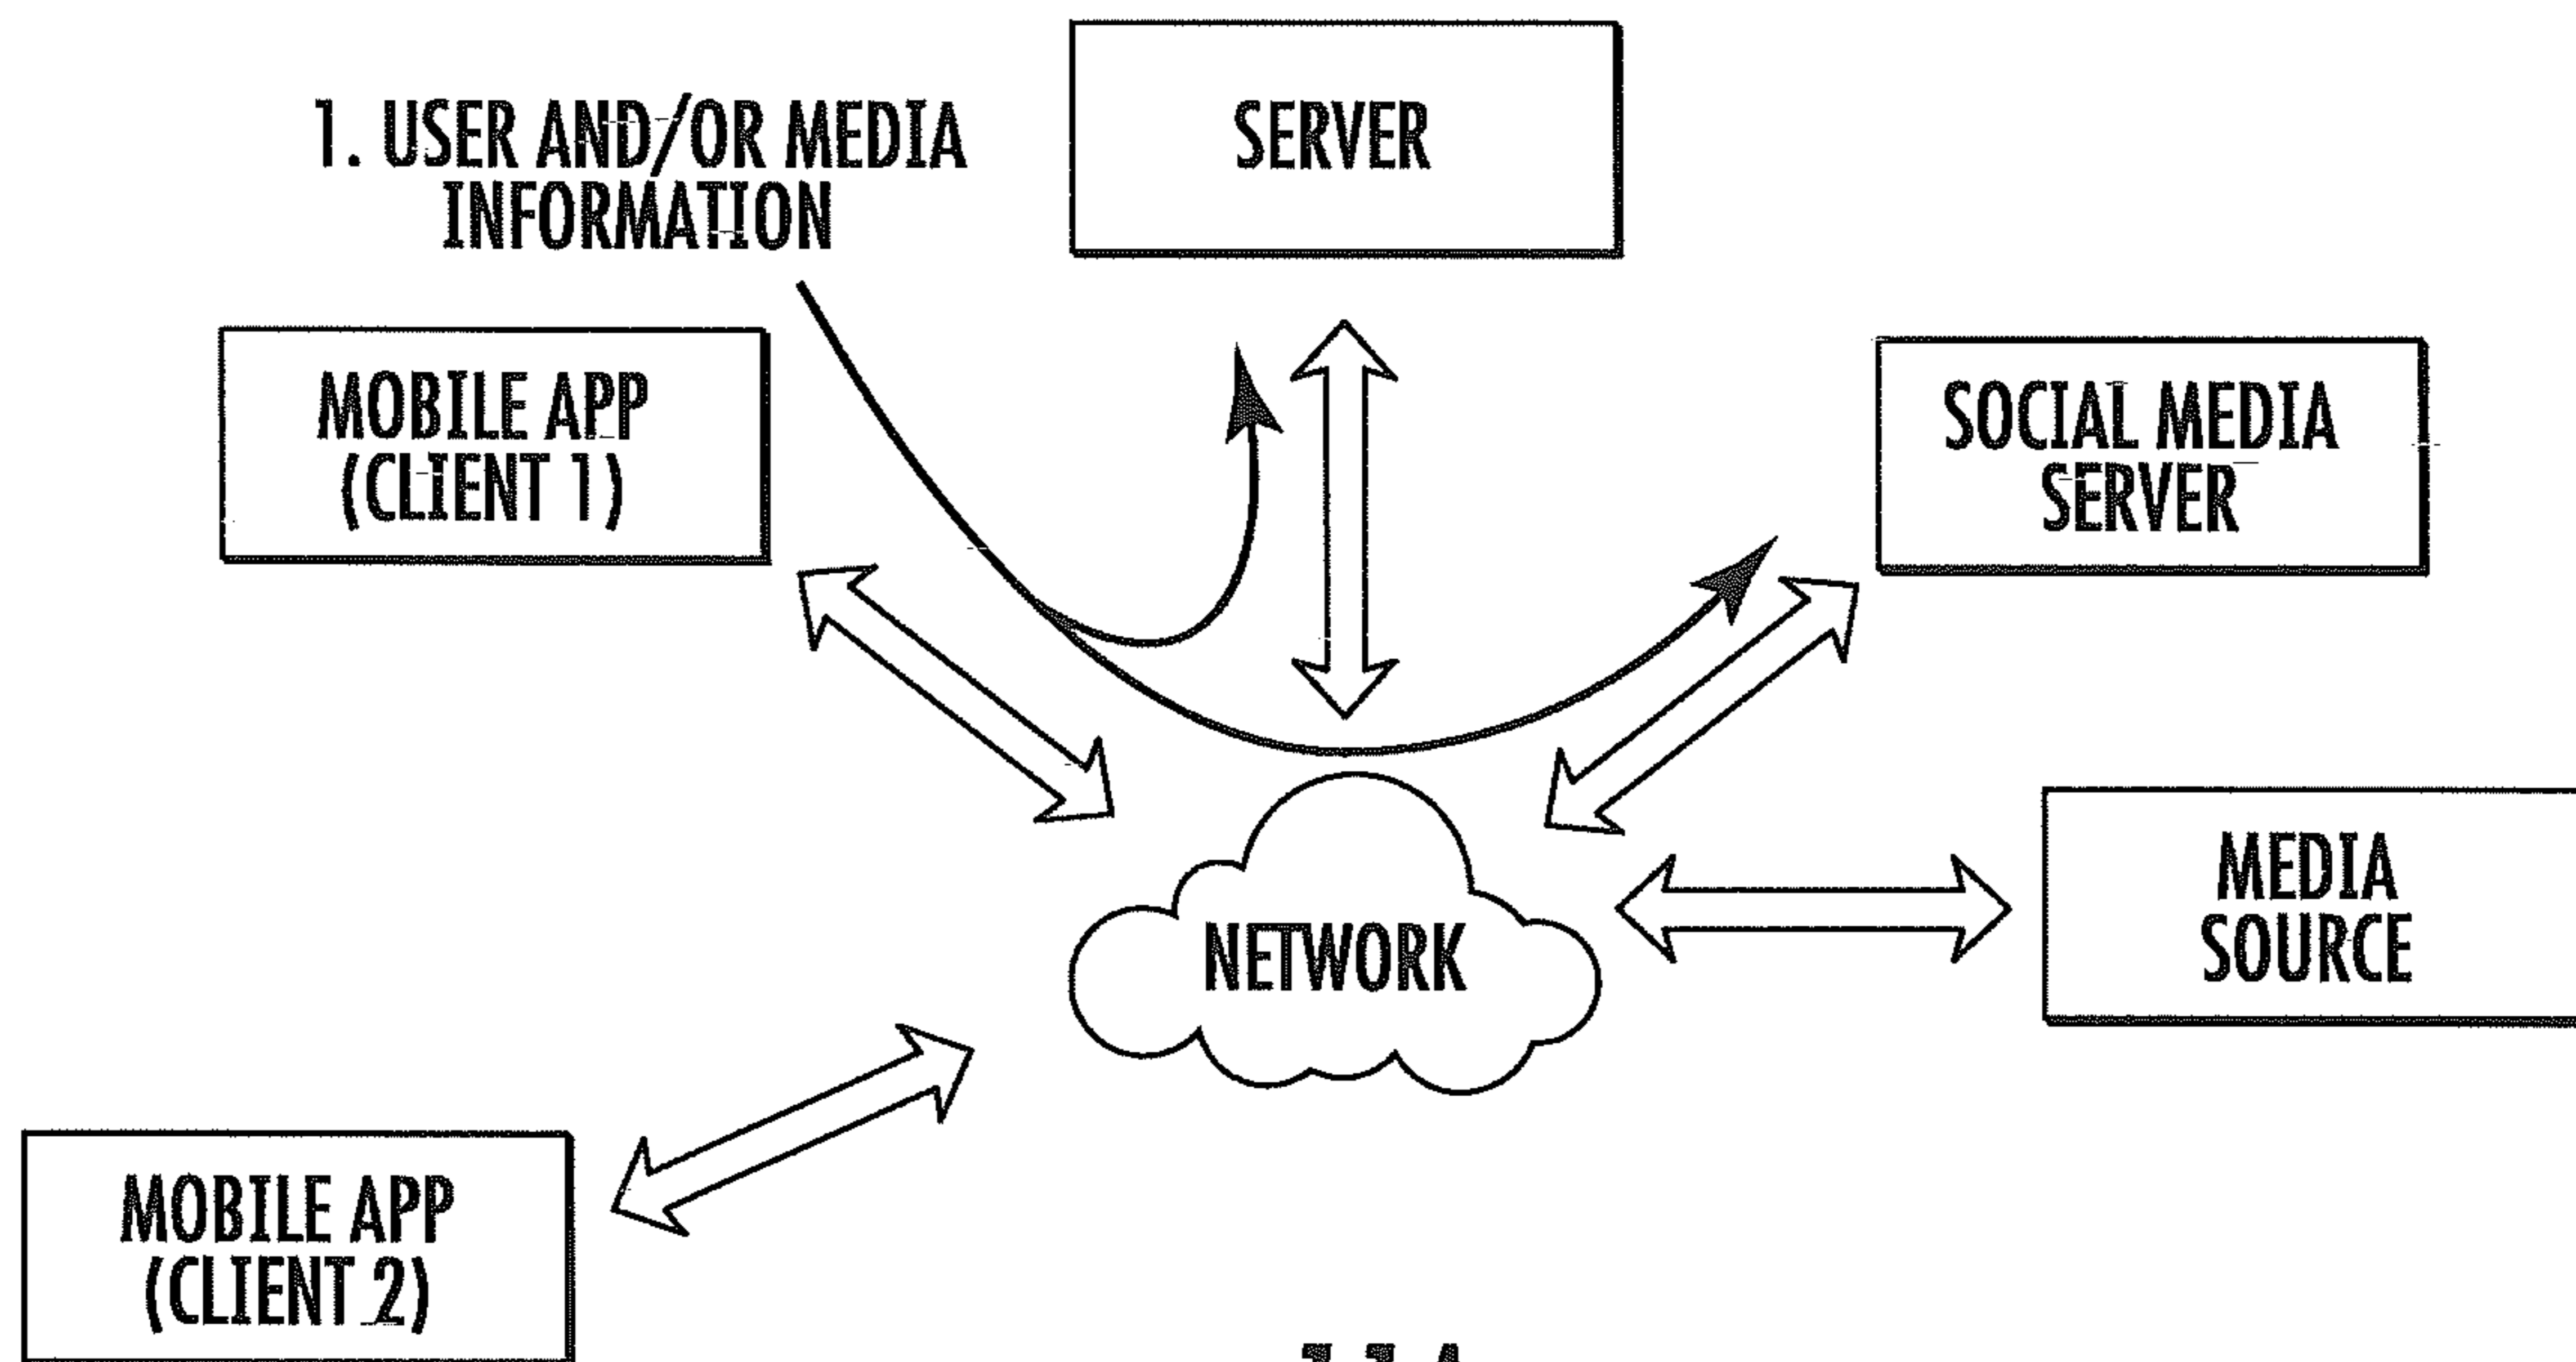 1. USER AND/OR MEDIA
INFORMATION
SERVER
MOBILE APP
(CLIENT 1)
SOCIAL MEDIA
SERVER
MEDIA
SOURCE
NETWORK
MOBILE APP
(CLIENT 2)